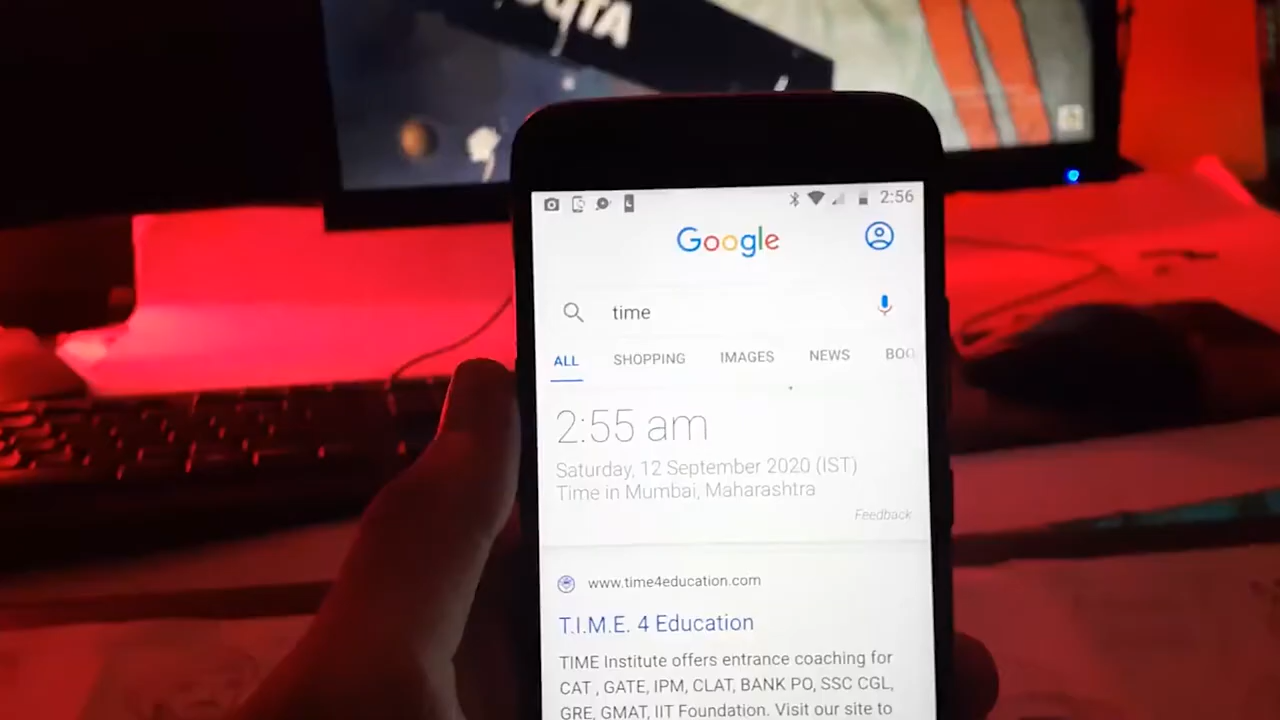 2:56
Google
time
ALL SHOPPING IMAGES NEWS
2:55 am
Saturday, 12 September 2020 (IST)
Time in Mumbai, Maharashtra
Feedback
www.time4education.com
T.I.M.E. 4 Education
TIME Institute offers entrance coaching for
CAT , GATE, IPM, CLAT, BANK PO, SSC CGL,
GRE, GMAT, IIT Foundation. Visit our site to